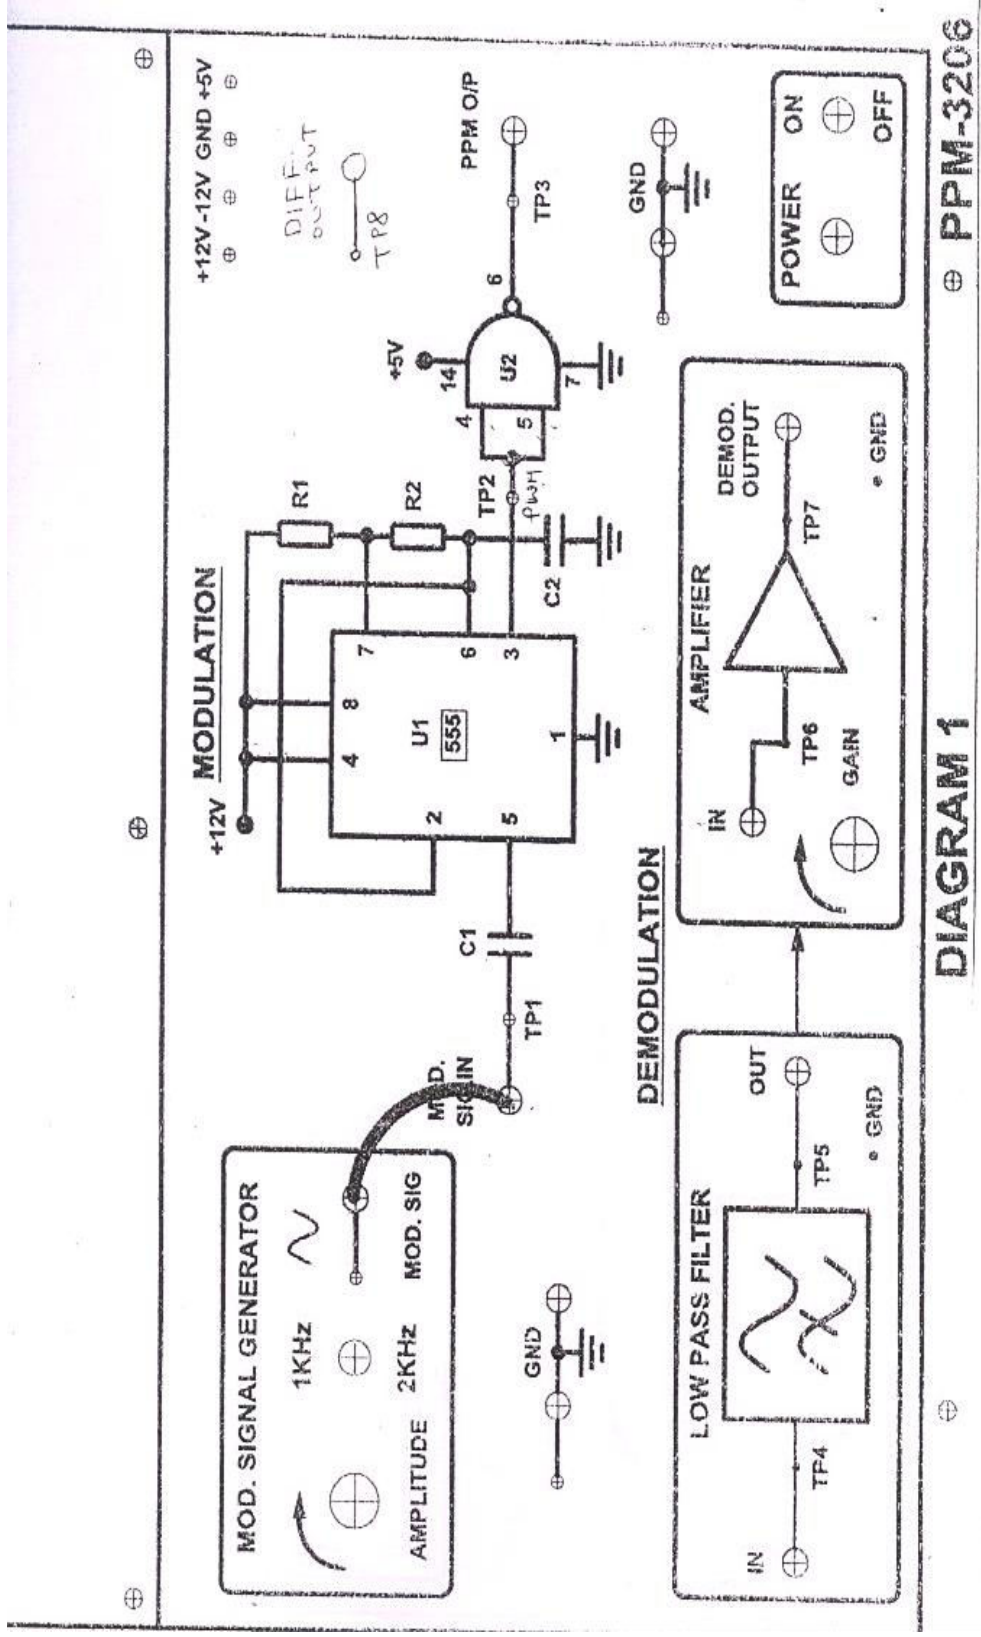 +12V -12V GND +5V
DIFF.
OUTPUT
TP8
MOD. SIGNAL GENERATOR
1KHz
2KHz
AMPLITUDE
MOD. SIG
MOD.
SIG IN
TP1
C1
+12V
MODULATION
2
5
4
8
U1
555
1
7
6
3
R1
R2
C2
TP2
PWM
4
5
+5V
14
U2
7
6
TP3
PPM O/P
GND
GND
DEMODULATION
LOW PASS FILTER
IN
TP4
TP5
OUT
GND
AMPLIFIER
IN
TP6
GAIN
TP7
DEMOD.
OUTPUT
GND
POWER
ON
OFF
DIAGRAM 1
PPM-3206